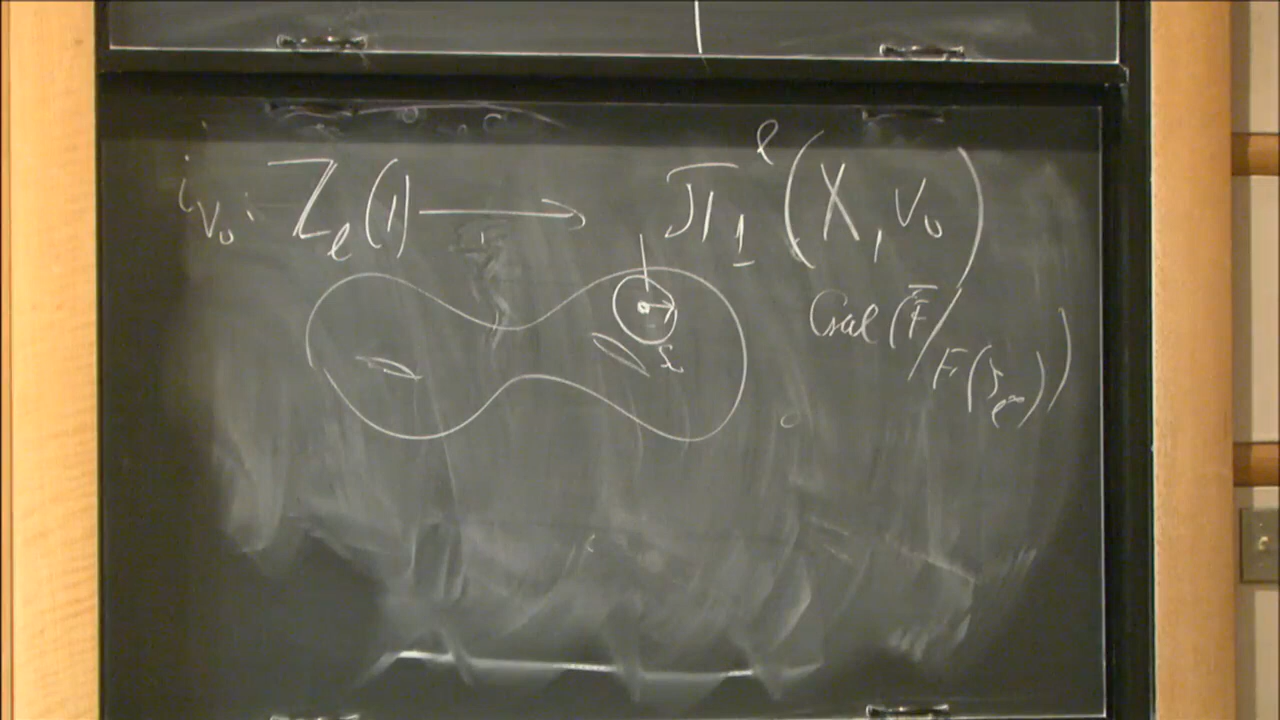 i_{v_0}: Z_ℓ(1) ⟶ π_1^ℓ (X, v_0)
Gal(F̄/F(ζ_{ℓ^∞}))
x